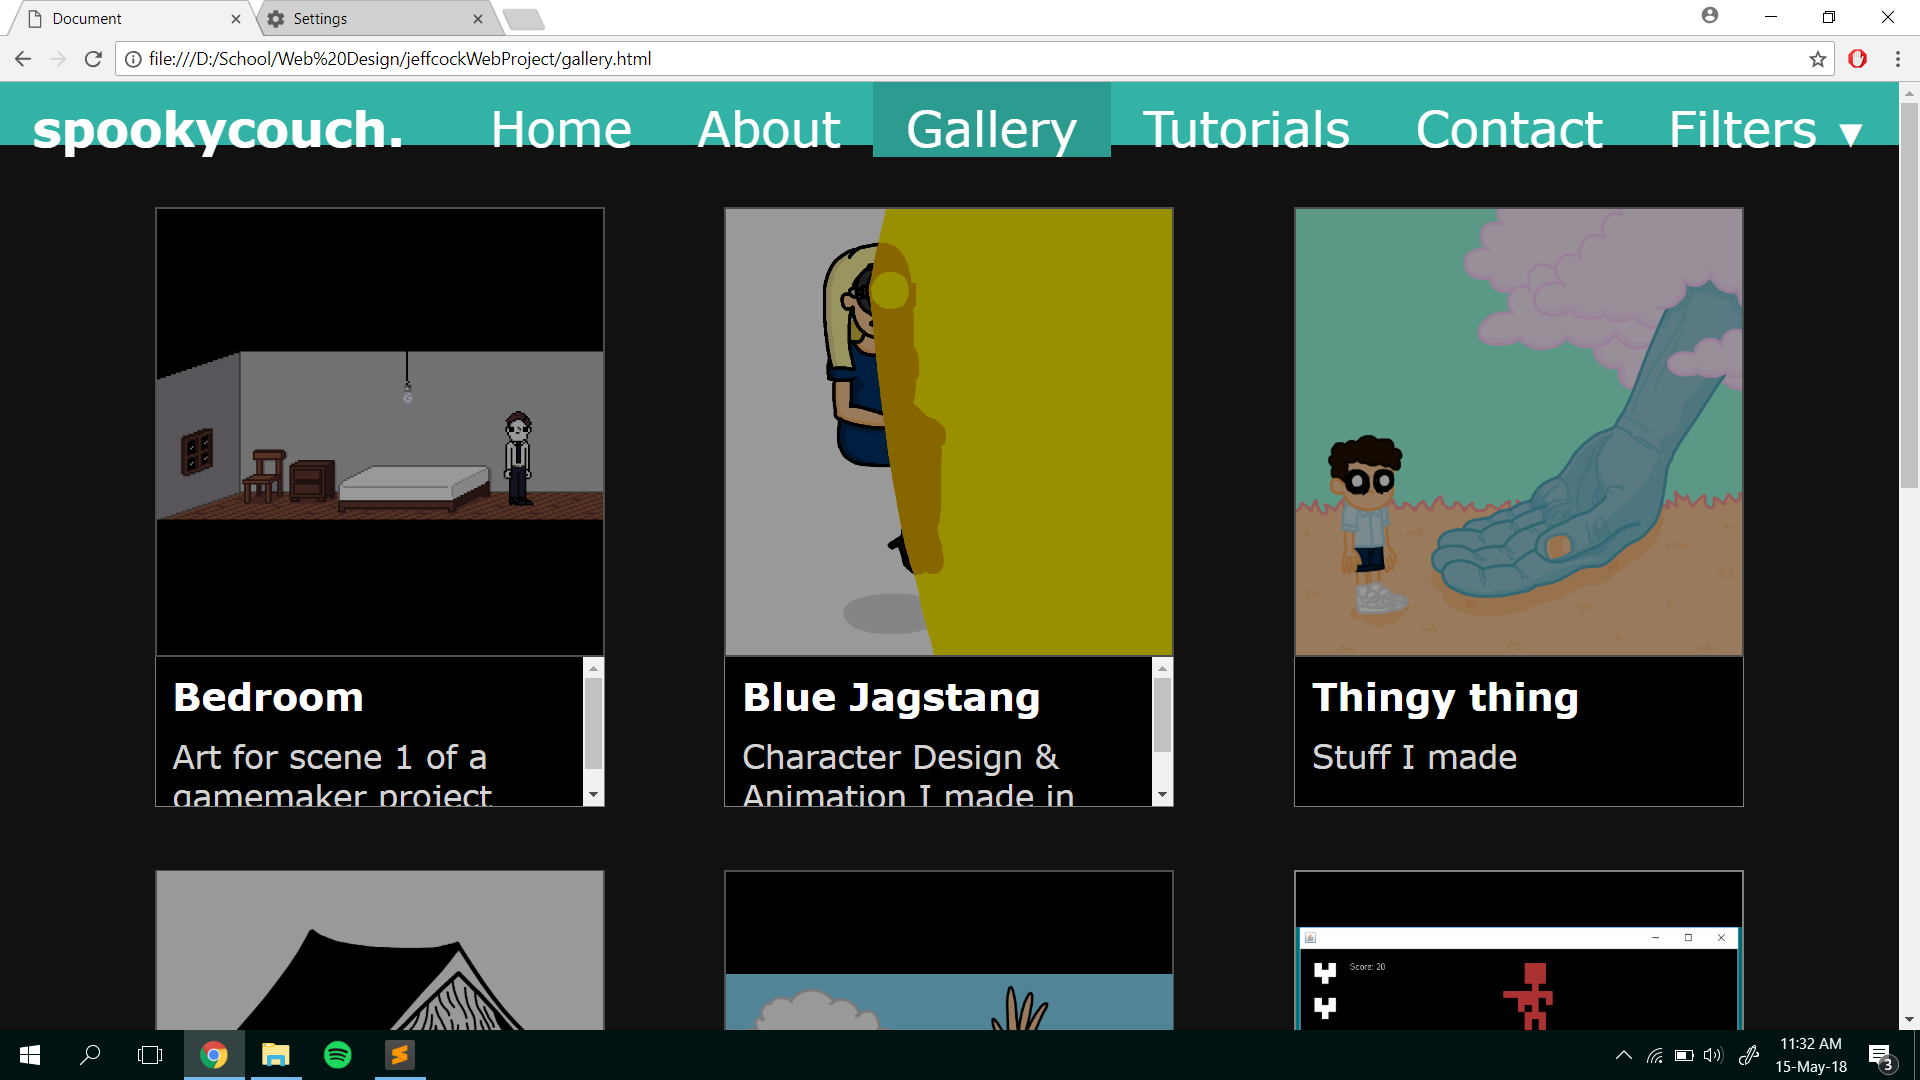 Document
Settings
file:///D:/School/Web%20Design/jeffcockWebProject/gallery.html
spookycouch. Home About Gallery Tutorials Contact Filters ▼
Bedroom
Art for scene 1 of a
gamemaker project
Blue Jagstang
Character Design &
Animation I made in
Thingy thing
Stuff I made
Score: 20
11:32 AM
15-May-18
3